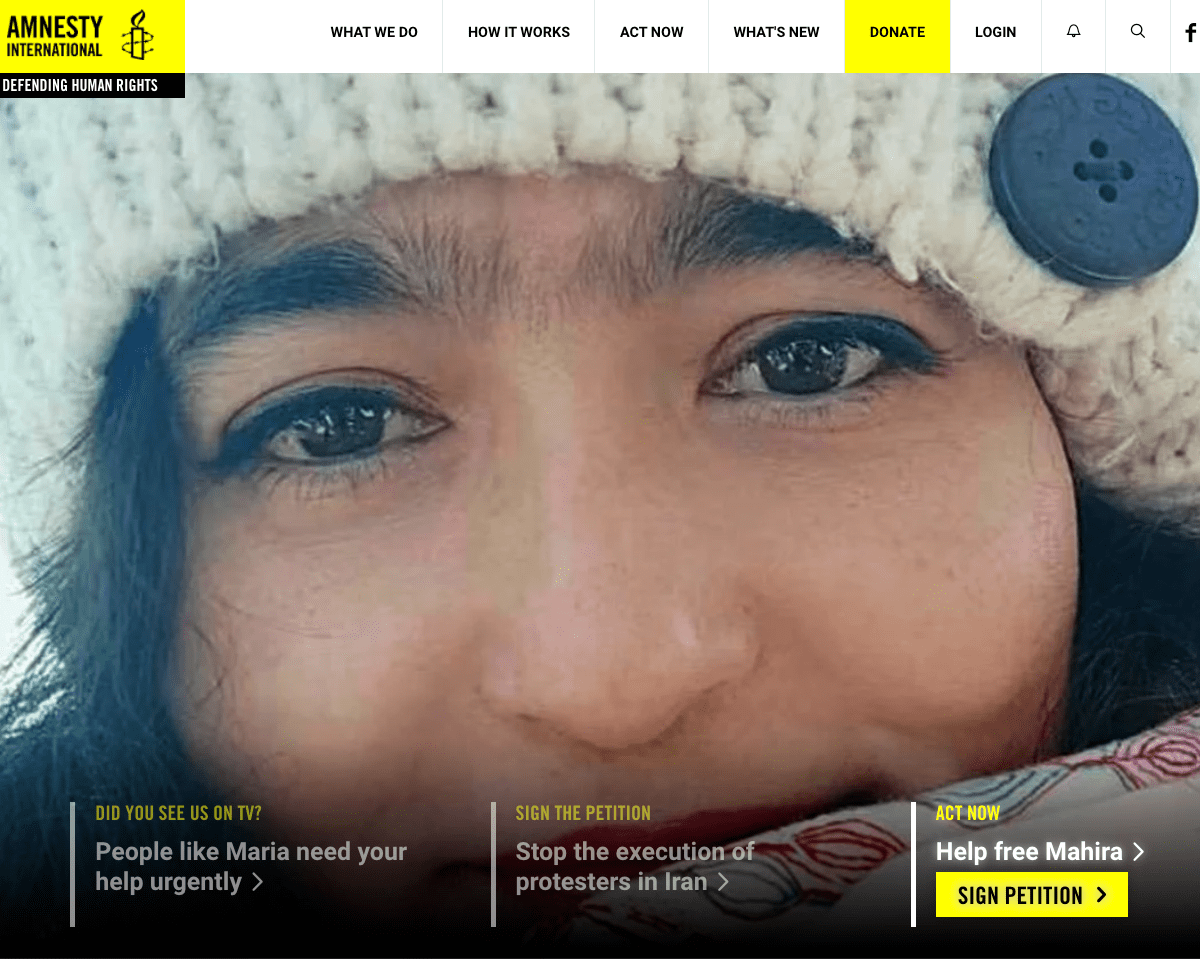 AMNESTY
INTERNATIONAL
DEFENDING HUMAN RIGHTS
WHAT WE DO
HOW IT WORKS
ACT NOW
WHAT'S NEW
DONATE
LOGIN
DID YOU SEE US ON TV?
People like Maria need your
help urgently
SIGN THE PETITION
Stop the execution of
protesters in Iran
ACT NOW
Help free Mahira
SIGN PETITION